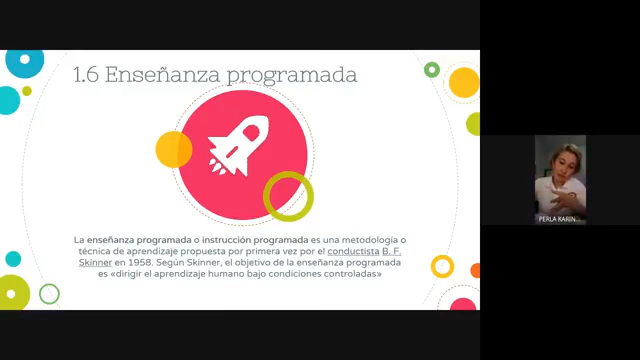 1.6 Enseñanza programada
La enseñanza programada o instrucción programada es una metodología o
técnica de aprendizaje propuesta por primera vez por el conductista B. F.
Skinner en 1958. Según Skinner, el objetivo de la enseñanza programada
es «dirigir el aprendizaje humano bajo condiciones controladas»
PERLA KARIN...